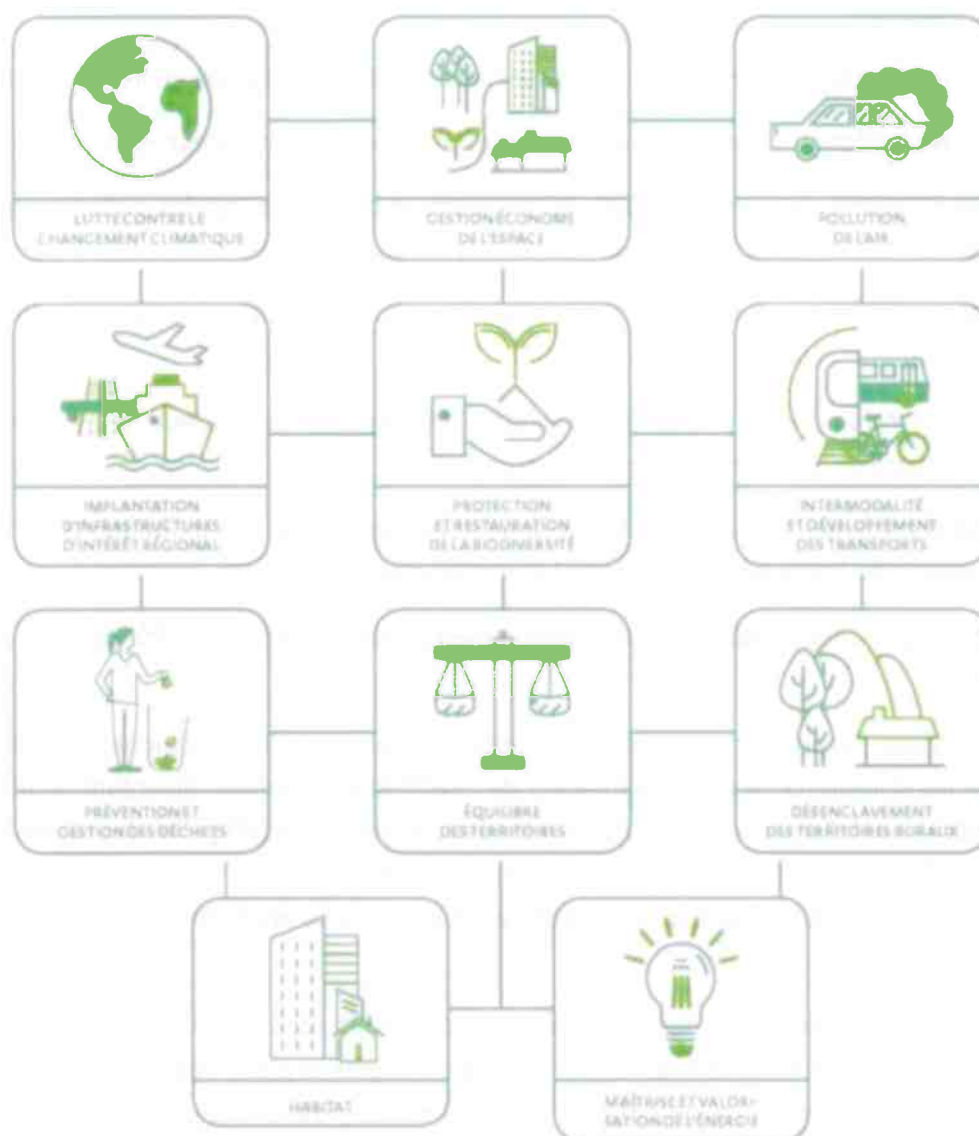 LUTTE CONTRE LE
CHANGEMENT CLIMATIQUE
GESTION ÉCONOME
DE L'ESPACE
POLLUTION
DE L'AIR
IMPLANTATION
D'INFRASTRUCTURES
D'INTÉRÊT RÉGIONAL
PROTECTION
ET RESTAURATION
DE LA BIODIVERSITÉ
INTERMODALITÉ
ET DÉVELOPPEMENT
DES TRANSPORTS
PRÉVENTION ET
GESTION DES DÉCHETS
ÉQUILIBRE
DES TERRITOIRES
DÉSENCLAVEMENT
DES TERRITOIRES RURAUX
HABITAT
MAÎTRISE ET VALORI-
SATION DE L'ÉNERGIE